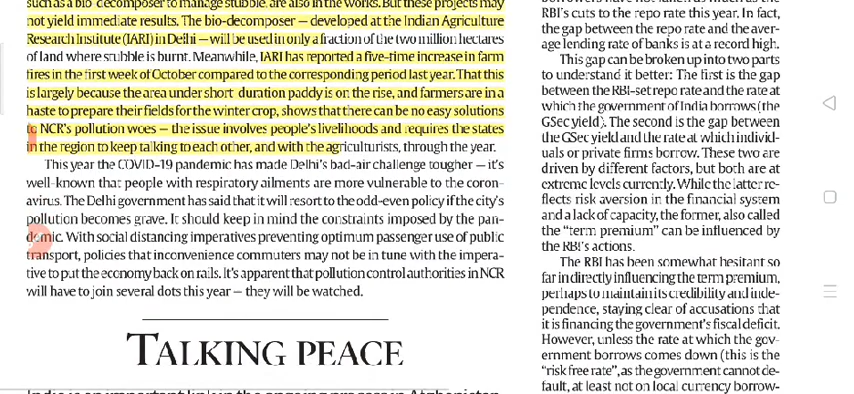 such as a bio-decomposer to manage stubble, are also in the works. But these projects may
not yield immediate results. The bio-decomposer — developed at the Indian Agriculture
Research Institute (IARI) in Delhi — will be used in only a fraction of the two million hectares
of land where stubble is burnt. Meanwhile, IARI has reported a five-time increase in farm
fires in the first week of October compared to the corresponding period last year. That this
is largely because the area under short-duration paddy is on the rise, and farmers are in a
haste to prepare their fields for the winter crop, shows that there can be no easy solutions
to NCR's pollution woes — the issue involves people's livelihoods and requires the states
in the region to keep talking to each other, and with the agriculturists, through the year.
This year the COVID-19 pandemic has made Delhi's bad-air challenge tougher — it's
well-known that people with respiratory ailments are more vulnerable to the coron-
avirus. The Delhi government has said that it will resort to the odd-even policy if the city's
pollution becomes grave. It should keep in mind the constraints imposed by the pan-
demic. With social distancing imperatives preventing optimum passenger use of public
transport, policies that inconvenience commuters may not be in tune with the impera-
tive to put the economy back on rails. It's apparent that pollution control authorities in NCR
will have to join several dots this year — they will be watched.
TALKING PEACE
India is an important link in the ongoing process in Afghanistan
RBI's cuts to the repo rate this year. In fact,
the gap between the repo rate and the aver-
age lending rate of banks is at a record high.
This gap can be broken up into two parts
to understand it better: The first is the gap
between the RBI-set repo rate and the rate at
which the government of India borrows (the
GSec yield). The second is the gap between
the GSec yield and the rate at which individ-
uals or private firms borrow. These two are
driven by different factors, but both are at
extreme levels currently. While the latter re-
flects risk aversion in the financial system
and a lack of capacity, the former, also called
the "term premium" can be influenced by
the RBI's actions.
The RBI has been somewhat hesitant so
far in directly influencing the term premium,
perhaps to maintain its credibility and inde-
pendence, staying clear of accusations that
it is financing the government's fiscal deficit.
However, unless the rate at which the gov-
ernment borrows comes down (this is the
"risk free rate", as the government cannot de-
fault, at least not on local currency borrow-